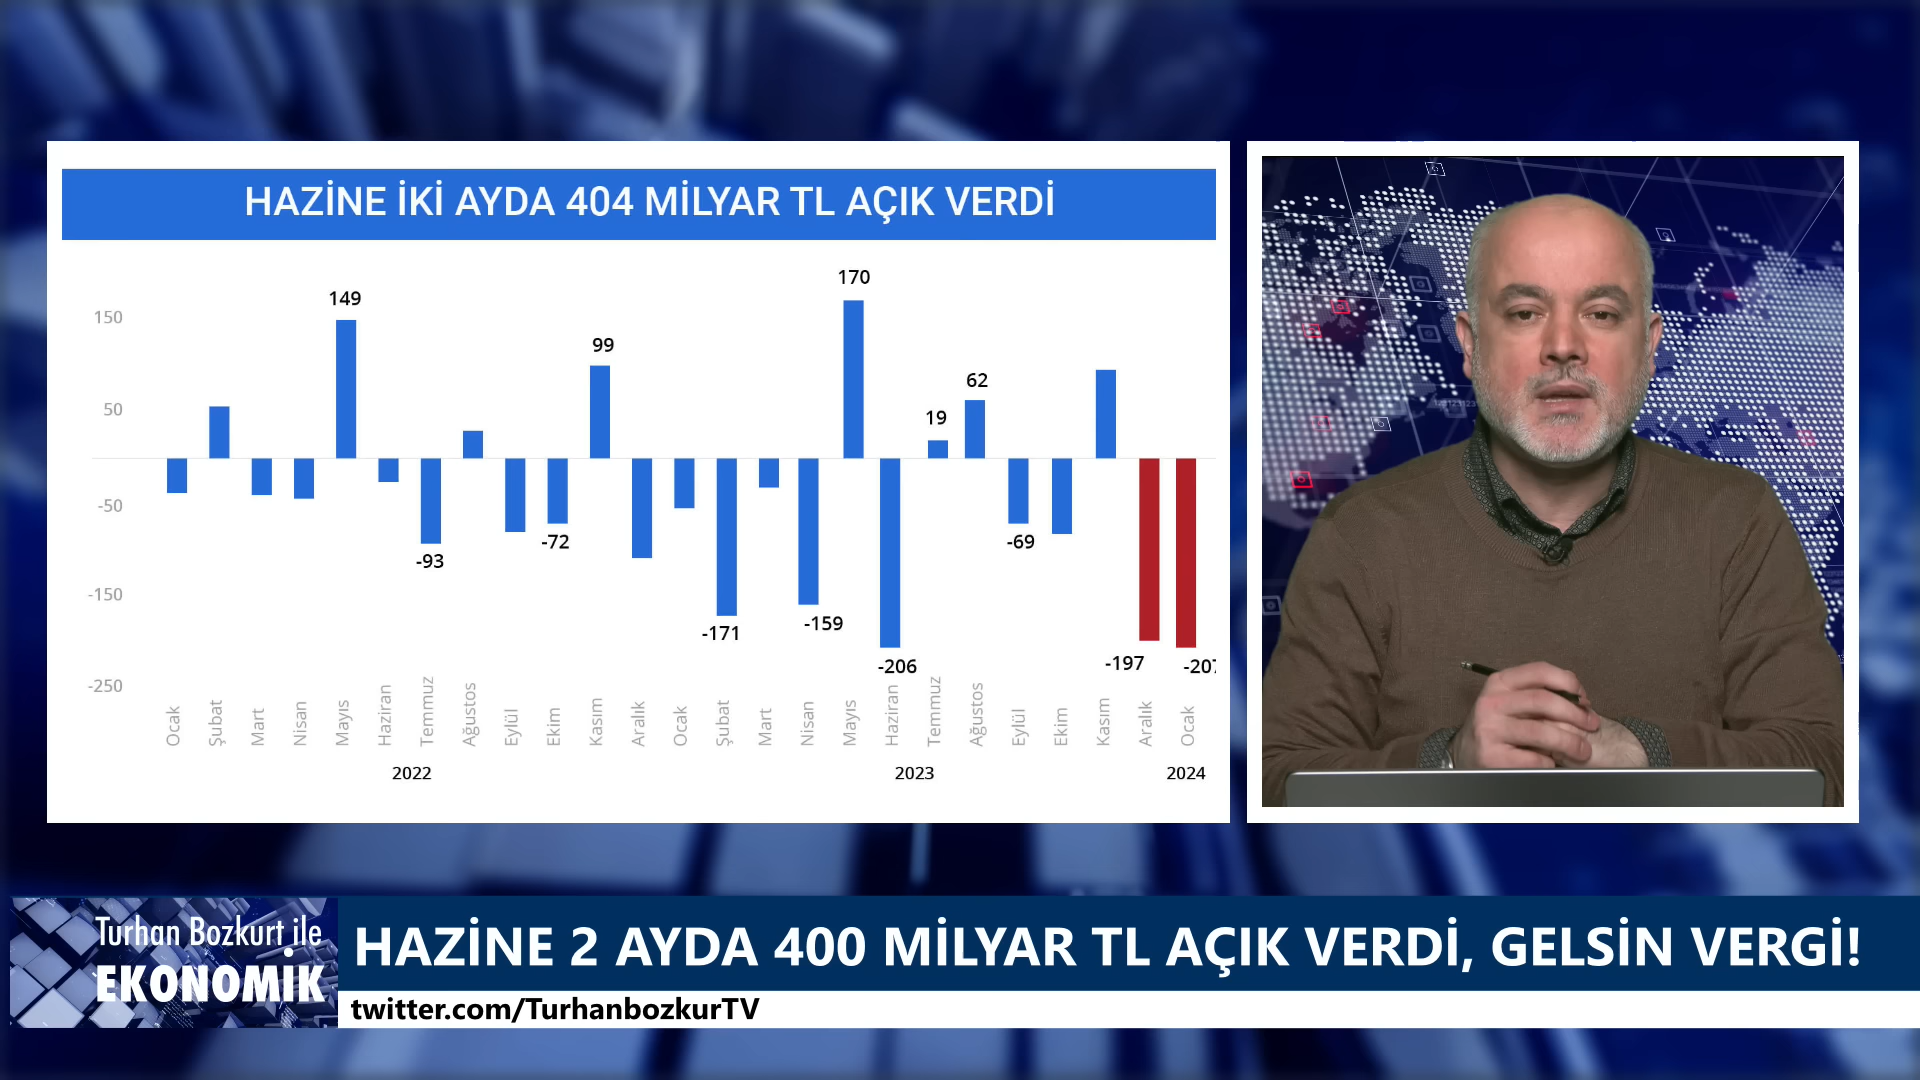 HAZİNE İKİ AYDA 404 MİLYAR TL AÇIK VERDİ
150
50
-50
-150
-250
149
-93
-72
99
-171
-159
170
-206
19
62
-69
-197
-207
Ocak
Şubat
Mart
Nisan
Mayıs
Haziran
Temmuz
Ağustos
Eylül
Ekim
Kasım
Aralık
Ocak
Şubat
Mart
Nisan
Mayıs
Haziran
Temmuz
Ağustos
Eylül
Ekim
Kasım
Aralık
Ocak
2022
2023
2024
Turhan Bozkurt ile
EKONOMİK
HAZİNE 2 AYDA 400 MİLYAR TL AÇIK VERDİ, GELSİN VERGİ!
twitter.com/TurhanbozkurTV